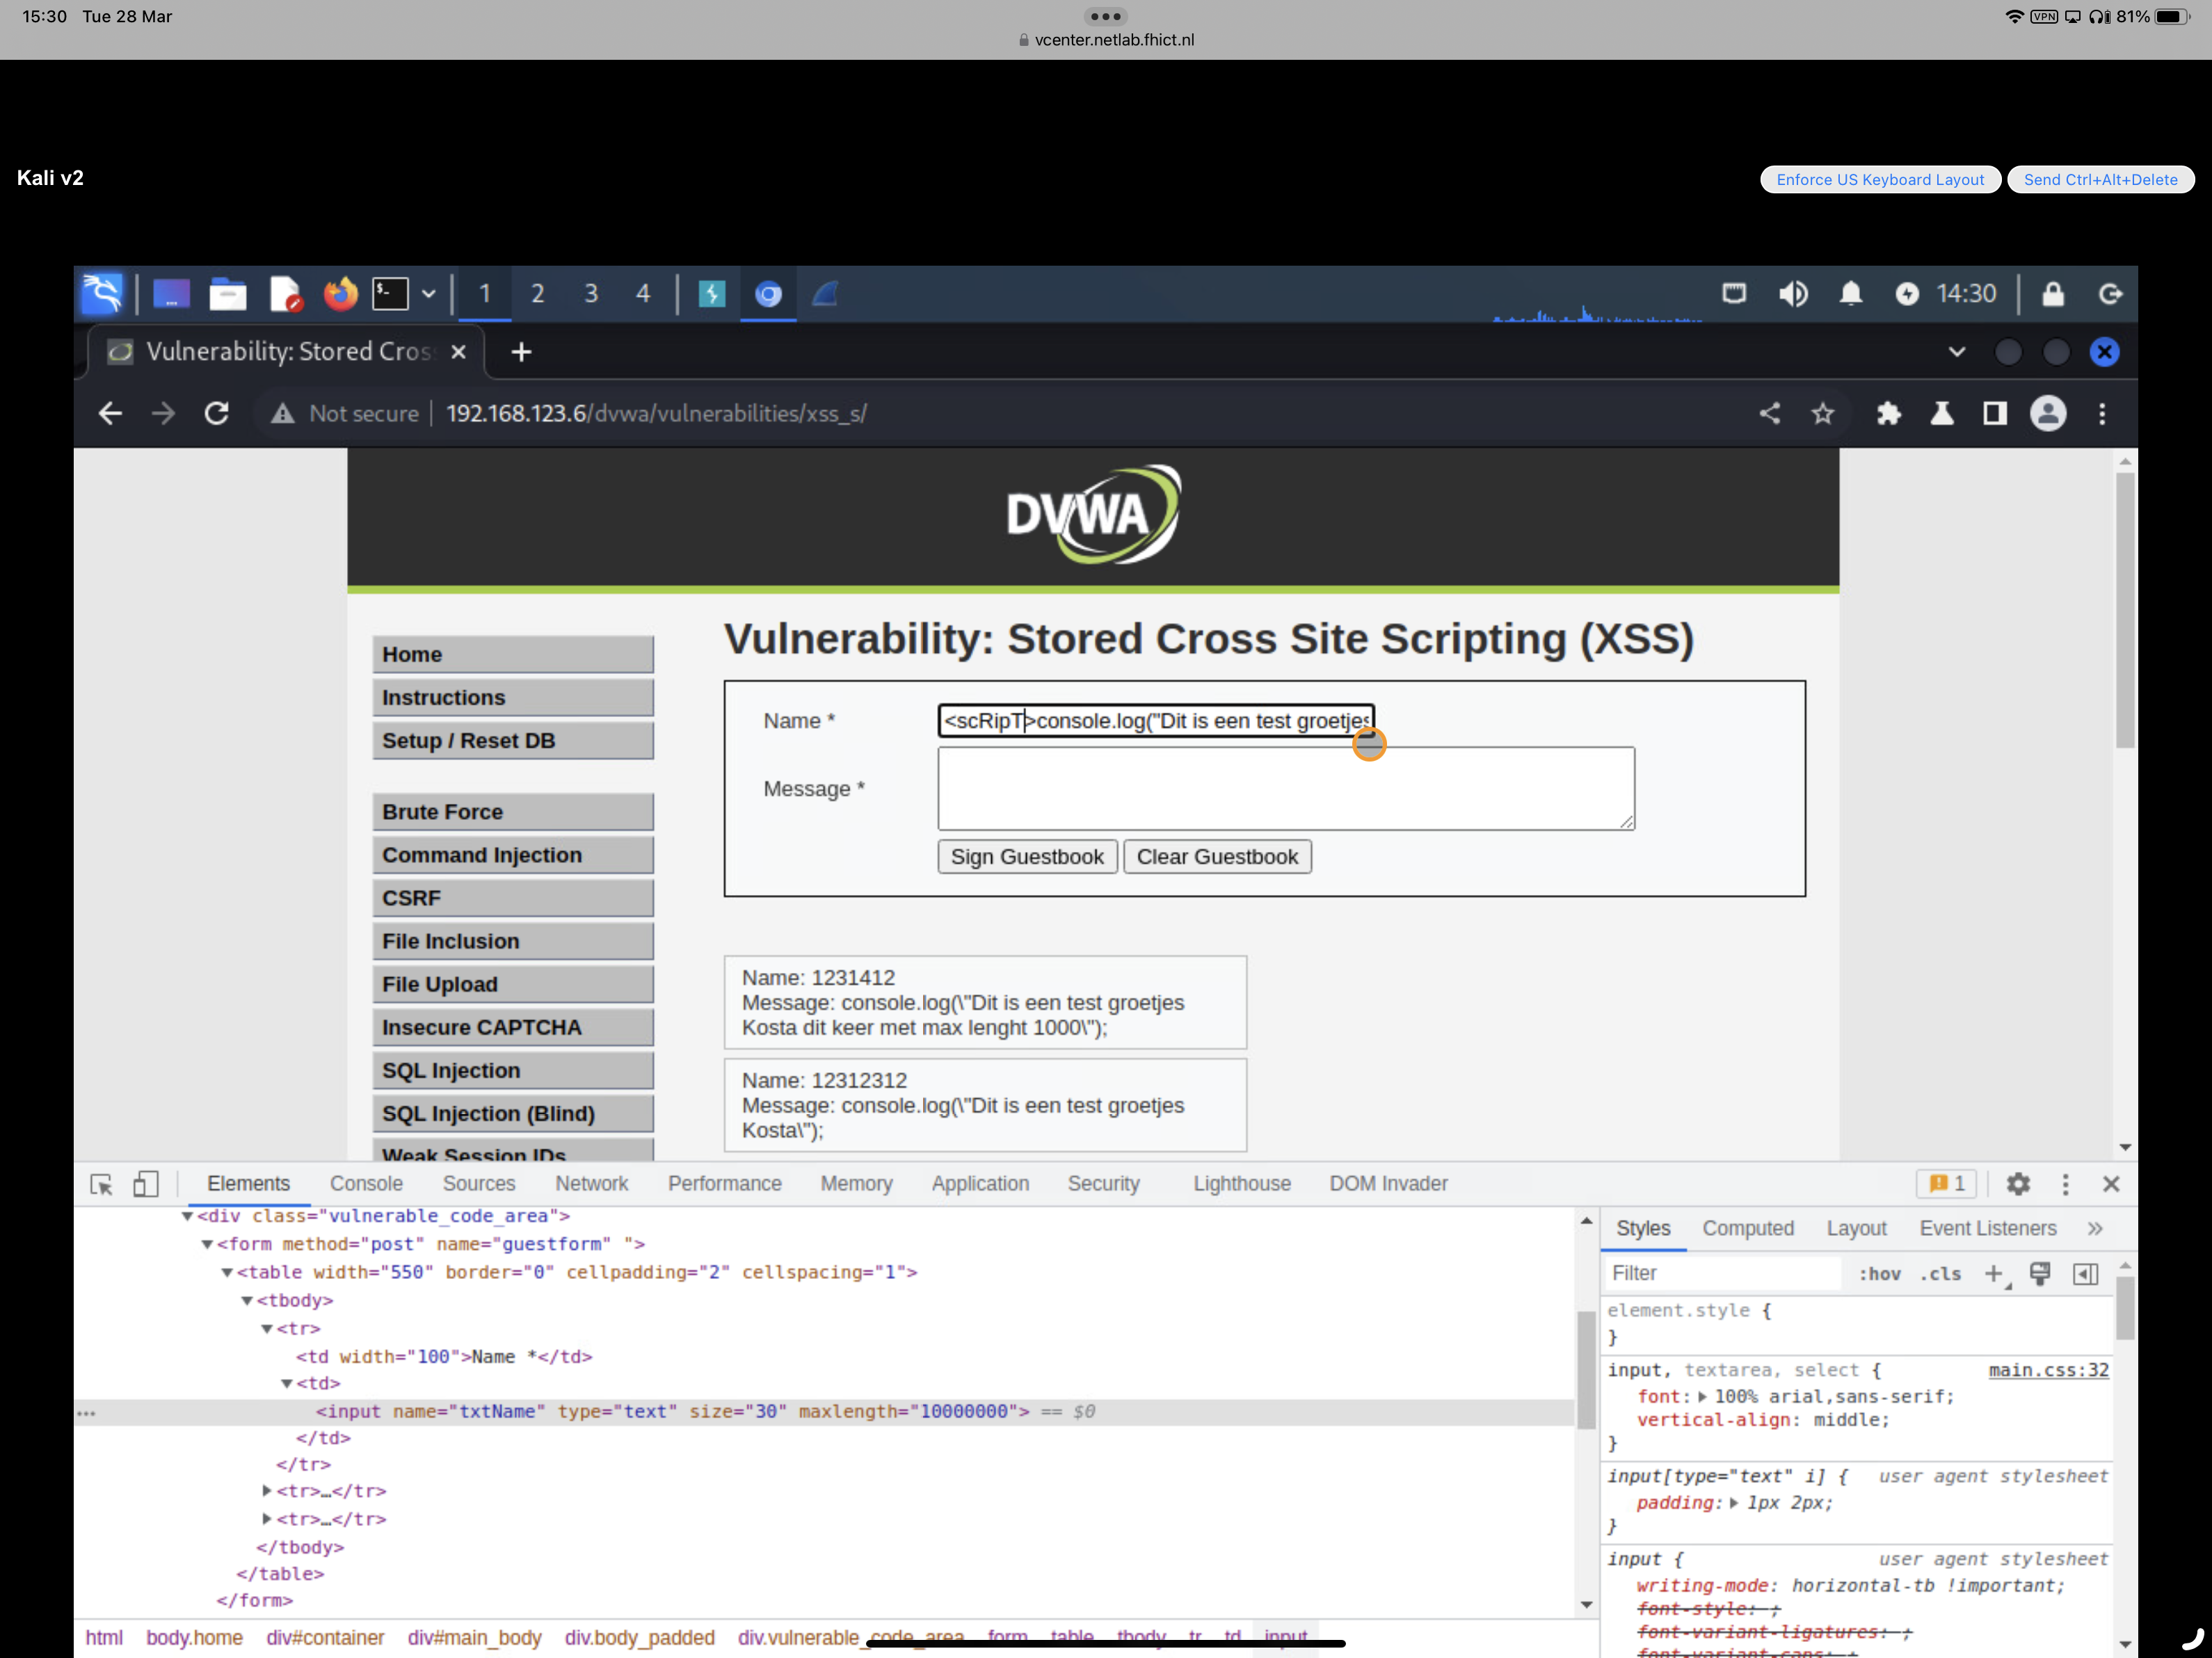 15:30 Tue 28 Mar
VPN 81%
vcenter.netlab.fhict.nl
Kali v2
Enforce US Keyboard Layout Send Ctrl+Alt+Delete
$- 1 2 3 4 14:30
Vulnerability: Stored Cros
Not secure 192.168.123.6/dvwa/vulnerabilities/xss_s/
DVWA
Vulnerability: Stored Cross Site Scripting (XSS)
Home
Instructions
Setup / Reset DB
Brute Force
Command Injection
CSRF
File Inclusion
File Upload
Insecure CAPTCHA
SQL Injection
SQL Injection (Blind)
Weak Session IDs
Name * <scRipT>console.log("Dit is een test groetjes
Message *
Sign Guestbook Clear Guestbook
Name: 1231412
Message: console.log(\"Dit is een test groetjes
Kosta dit keer met max lenght 1000\");
Name: 12312312
Message: console.log(\"Dit is een test groetjes
Kosta\");
Elements Console Sources Network Performance Memory Application Security Lighthouse DOM Invader 1
<div class="vulnerable_code_area">
<form method="post" name="guestform" ">
<table width="550" border="0" cellpadding="2" cellspacing="1">
<tbody>
<tr>
<td width="100">Name *</td>
<td>
... <input name="txtName" type="text" size="30" maxlength="10000000"> == $0
</td>
</tr>
<tr>…</tr>
<tr>…</tr>
</tbody>
</table>
</form>
html body.home div#container div#main_body div.body_padded div.vulnerable_code_area form table tbody tr td input
Styles Computed Layout Event Listeners »
Filter :hov .cls +
element.style {
}
input, textarea, select { main.css:32
font: 100% arial,sans-serif;
vertical-align: middle;
}
input[type="text" i] { user agent stylesheet
padding: 1px 2px;
}
input { user agent stylesheet
writing-mode: horizontal-tb !important;
font-style: ;
font-variant-ligatures: ;
font-variant-caps: ;